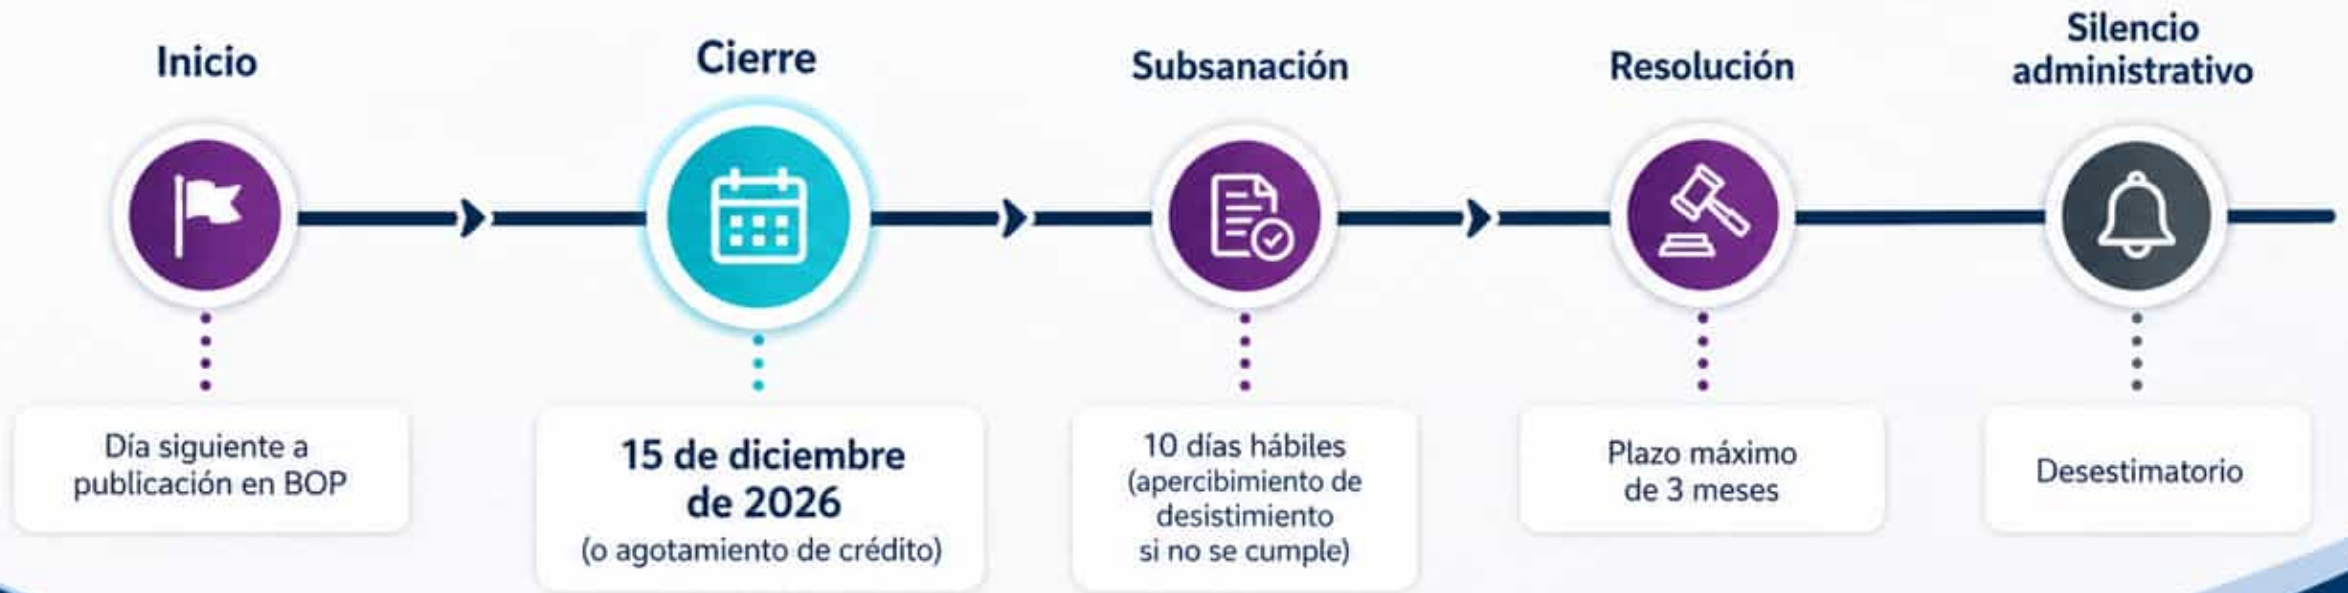 Inicio
Día siguiente a
publicación en BOP
Cierre
15 de diciembre
de 2026
(o agotamiento de crédito)
Subsanación
10 días hábiles
(apercibimiento de
desistimiento
si no se cumple)
Resolución
Plazo máximo
de 3 meses
Silencio
administrativo
Desestimatorio